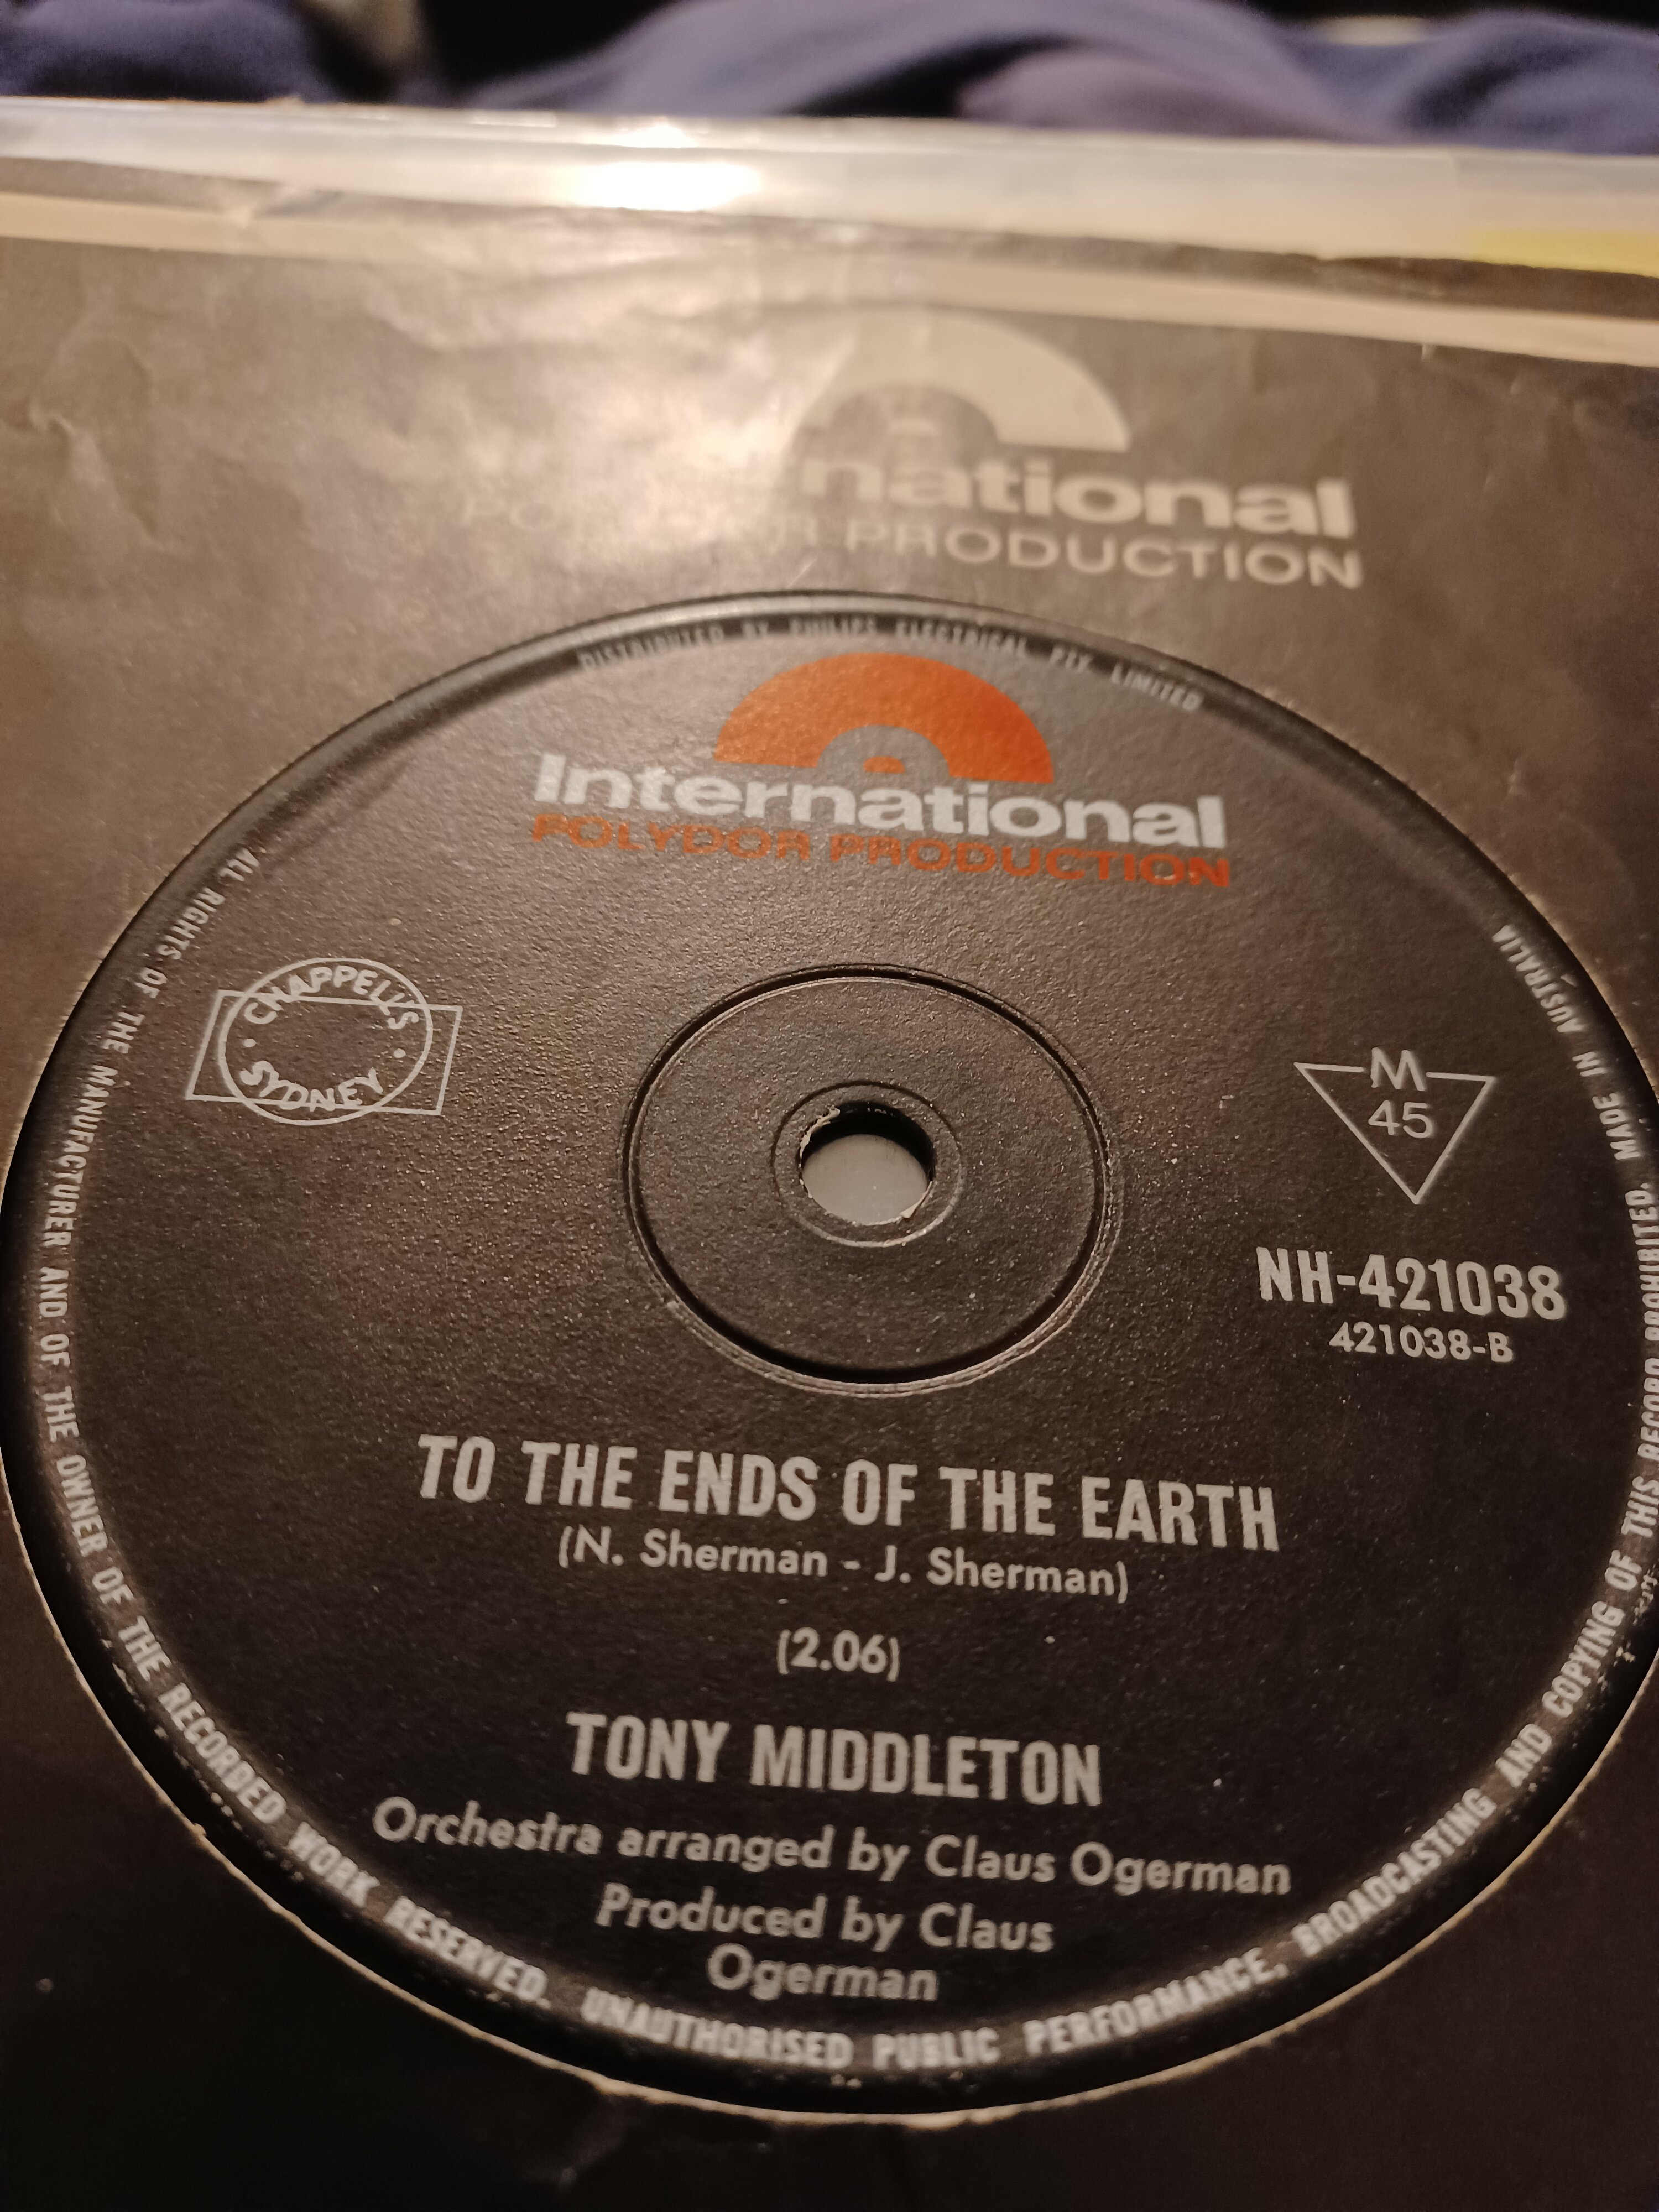 national
POLYDOR PRODUCTION
DISTRIBUTED BY PHILIPS ELECTRICAL PTY. LIMITED
International
POLYDOR PRODUCTION
CHAPPELL'S
SYDNEY
M
45
NH-421038
421038-B
TO THE ENDS OF THE EARTH
(N. Sherman - J. Sherman)
(2.06)
TONY MIDDLETON
Orchestra arranged by Claus Ogerman
Produced by Claus
Ogerman
ALL RIGHTS OF THE MANUFACTURER AND OF THE OWNER OF THE RECORDED WORK RESERVED. UNAUTHORISED PUBLIC PERFORMANCE, BROADCASTING AND COPYING OF THIS RECORD PROHIBITED. MADE IN AUSTRALIA